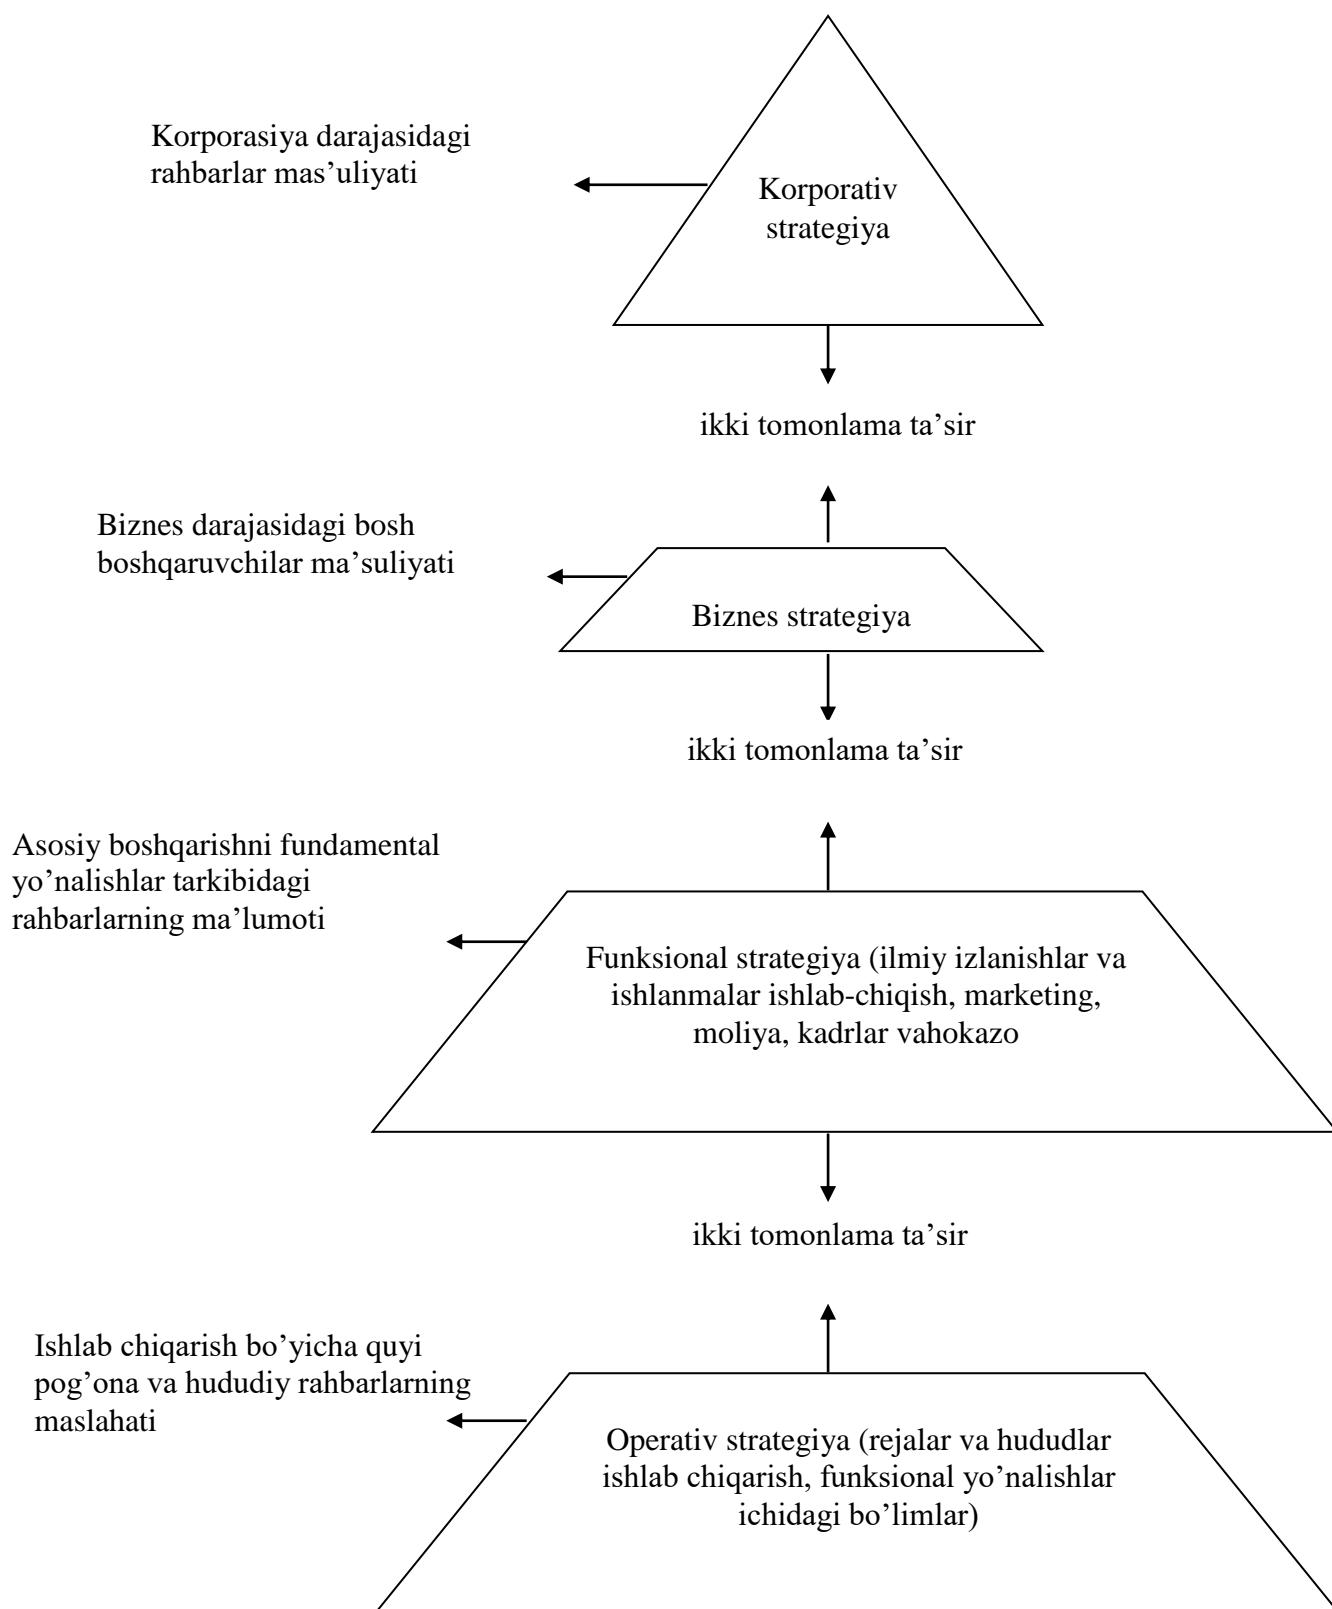 Korporasiya darajasidagi
rahbarlar mas’uliyati
Korporativ
strategiya
ikki tomonlama ta’sir
Biznes darajasidagi bosh
boshqaruvchilar ma’suliyati
Biznes strategiya
ikki tomonlama ta’sir
Asosiy boshqarishni fundamental
yo’nalishlar tarkibidagi
rahbarlarning ma’lumoti
Funksional strategiya (ilmiy izlanishlar va
ishlanmalar ishlab-chiqish, marketing,
moliya, kadrlar vahokazo
ikki tomonlama ta’sir
Ishlab chiqarish bo’yicha quyi
pog’ona va hududiy rahbarlarning
maslahati
Operativ strategiya (rejalar va hududlar
ishlab chiqarish, funksional yo’nalishlar
ichidagi bo’limlar)